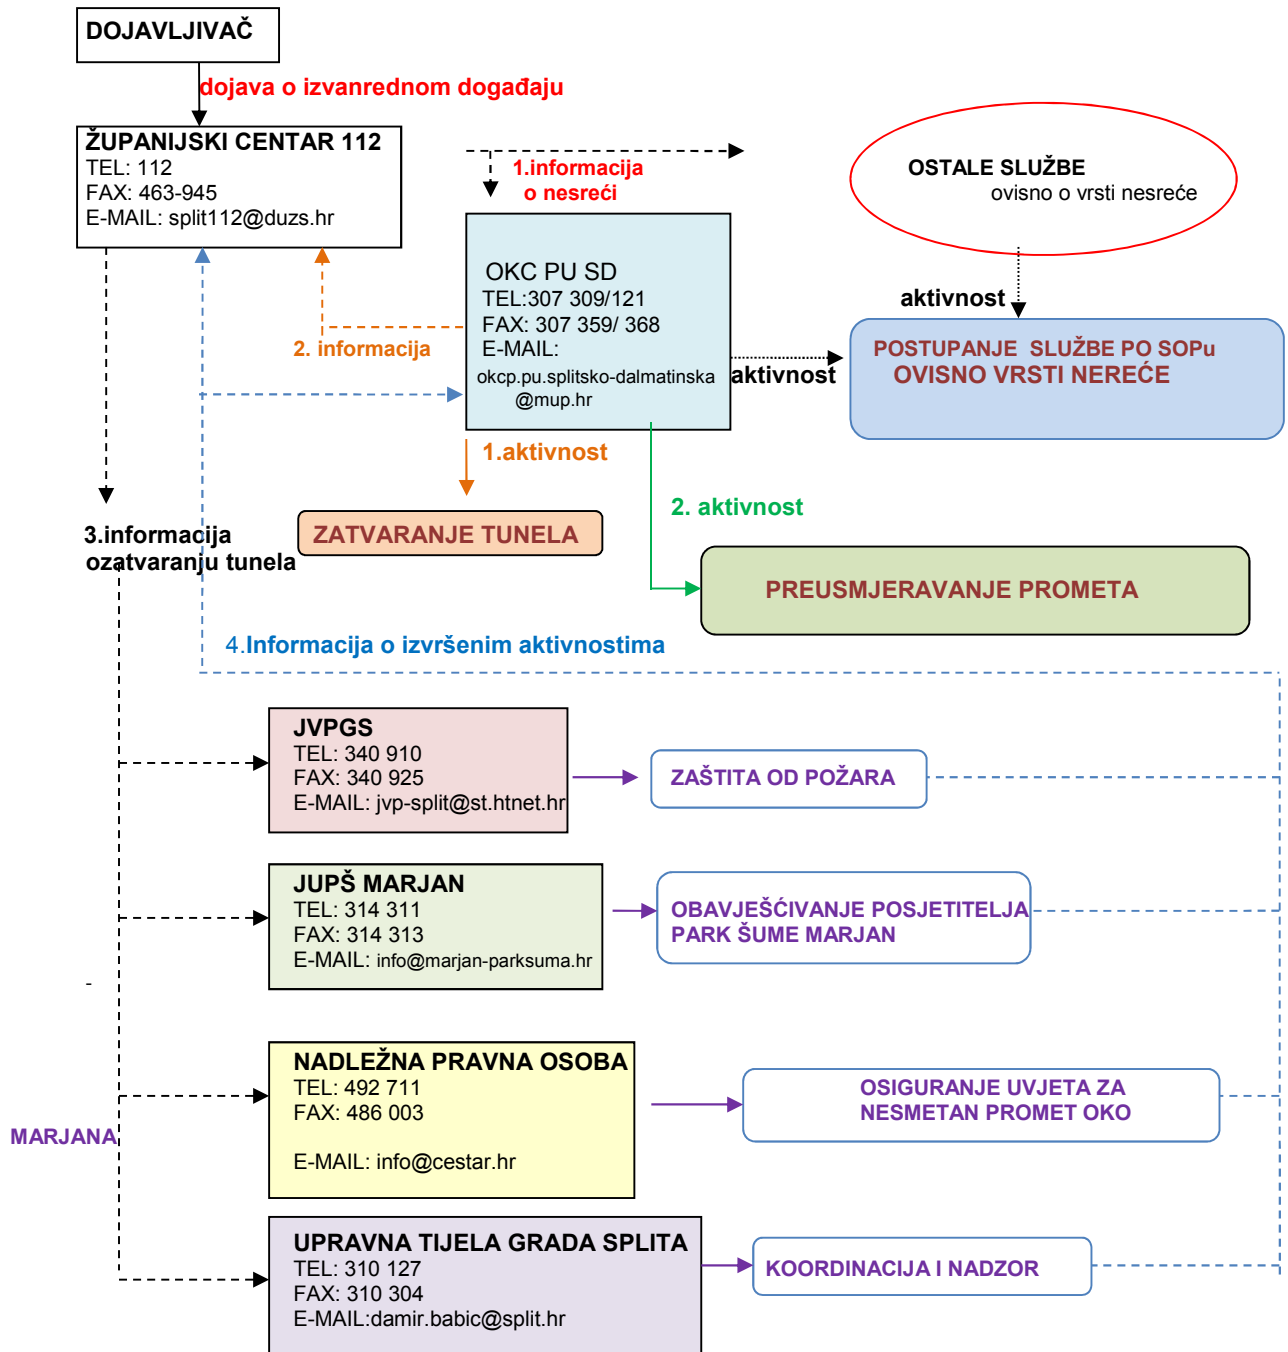 DOJAVLJIVAČ
dojava o izvanrednom događaju
ŽUPANIJSKI CENTAR 112
TEL: 112
FAX: 463-945
E-MAIL: split112@duzs.hr
1.informacija
o nesreći
OSTALE SLUŽBE
ovisno o vrsti nesreće
OKC PU SD
TEL:307 309/121
FAX: 307 359/ 368
E-MAIL:
okcp.pu.splitsko-dalmatinska
@mup.hr
2. informacija
aktivnost
aktivnost
POSTUPANJE SLUŽBE PO SOPu
OVISNO VRSTI NEREĆE
1.aktivnost
2. aktivnost
3.informacija
ozatvaranju tunela
ZATVARANJE TUNELA
PREUSMJERAVANJE PROMETA
4.Informacija o izvršenim aktivnostima
JVPGS
TEL: 340 910
FAX: 340 925
E-MAIL: jvp-split@st.htnet.hr
ZAŠTITA OD POŽARA
JUPŠ MARJAN
TEL: 314 311
FAX: 314 313
E-MAIL: info@marjan-parksuma.hr
OBAVJEŠĆIVANJE POSJETITELJA
PARK ŠUME MARJAN
-
NADLEŽNA PRAVNA OSOBA
TEL: 492 711
FAX: 486 003
E-MAIL: info@cestar.hr
OSIGURANJE UVJETA ZA
NESMETAN PROMET OKO
MARJANA
UPRAVNA TIJELA GRADA SPLITA
TEL: 310 127
FAX: 310 304
E-MAIL:damir.babic@split.hr
KOORDINACIJA I NADZOR